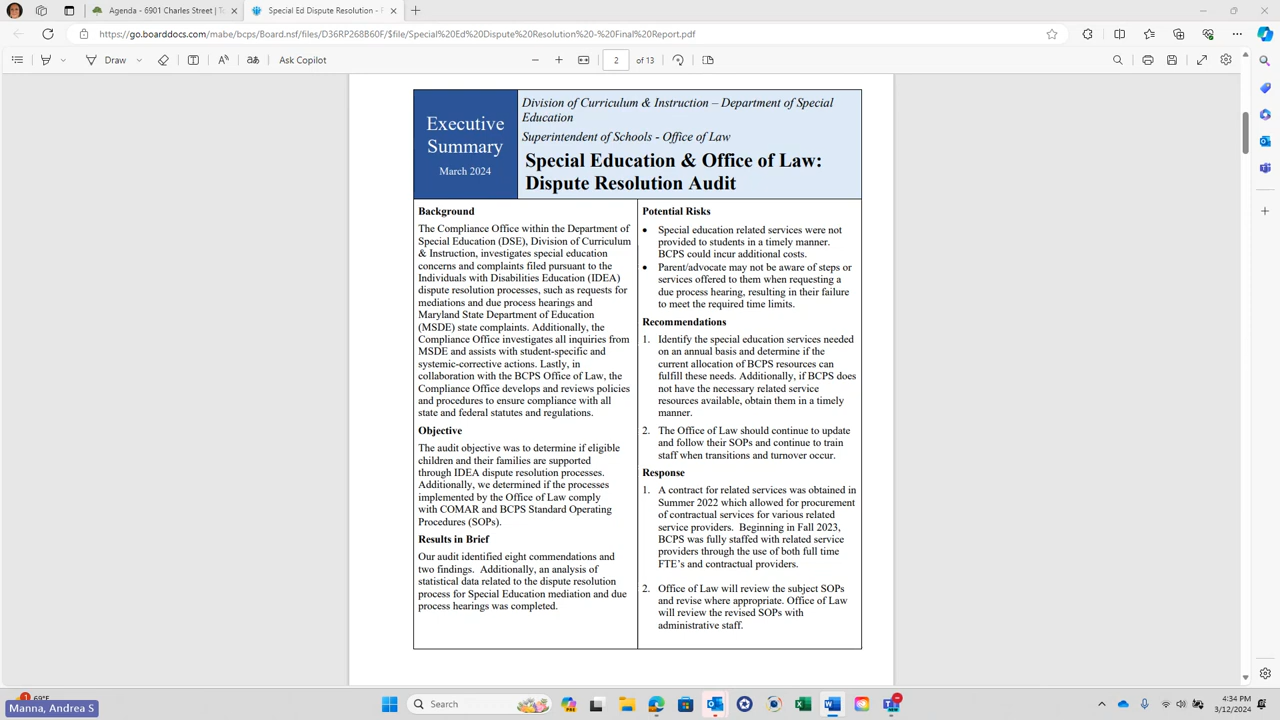 Agenda - 6901 Charles Street | To
Special Ed Dispute Resolution - F
https://go.boarddocs.com/mabe/bcps/Board.nsf/files/D36RP268B60F/$file/Special%20Ed%20Dispute%20Resolution%20-%20Final%20Report.pdf
Draw
Ask Copilot
2
of 13
Executive
Summary
March 2024
Division of Curriculum & Instruction – Department of Special
Education
Superintendent of Schools - Office of Law
Special Education & Office of Law:
Dispute Resolution Audit
Background
The Compliance Office within the Department of
Special Education (DSE), Division of Curriculum
& Instruction, investigates special education
concerns and complaints filed pursuant to the
Individuals with Disabilities Education (IDEA)
dispute resolution processes, such as requests for
mediations and due process hearings and
Maryland State Department of Education
(MSDE) state complaints. Additionally, the
Compliance Office investigates all inquiries from
MSDE and assists with student-specific and
systemic-corrective actions. Lastly, in
collaboration with the BCPS Office of Law, the
Compliance Office develops and reviews policies
and procedures to ensure compliance with all
state and federal statutes and regulations.
Objective
The audit objective was to determine if eligible
children and their families are supported
through IDEA dispute resolution processes.
Additionally, we determined if the processes
implemented by the Office of Law comply
with COMAR and BCPS Standard Operating
Procedures (SOPs).
Results in Brief
Our audit identified eight commendations and
two findings. Additionally, an analysis of
statistical data related to the dispute resolution
process for Special Education mediation and due
process hearings was completed.
Potential Risks
• Special education related services were not
provided to students in a timely manner.
BCPS could incur additional costs.
• Parent/advocate may not be aware of steps or
services offered to them when requesting a
due process hearing, resulting in their failure
to meet the required time limits.
Recommendations
1. Identify the special education services needed
on an annual basis and determine if the
current allocation of BCPS resources can
fulfill these needs. Additionally, if BCPS does
not have the necessary related service
resources available, obtain them in a timely
manner.
2. The Office of Law should continue to update
and follow their SOPs and continue to train
staff when transitions and turnover occur.
Response
1. A contract for related services was obtained in
Summer 2022 which allowed for procurement
of contractual services for various related
service providers. Beginning in Fall 2023,
BCPS was fully staffed with related service
providers through the use of both full time
FTE's and contractual providers.
2. Office of Law will review the subject SOPs
and revise where appropriate. Office of Law
will review the revised SOPs with
administrative staff.
69°F
Manna, Andrea S
Search
4:34 PM
3/12/2024